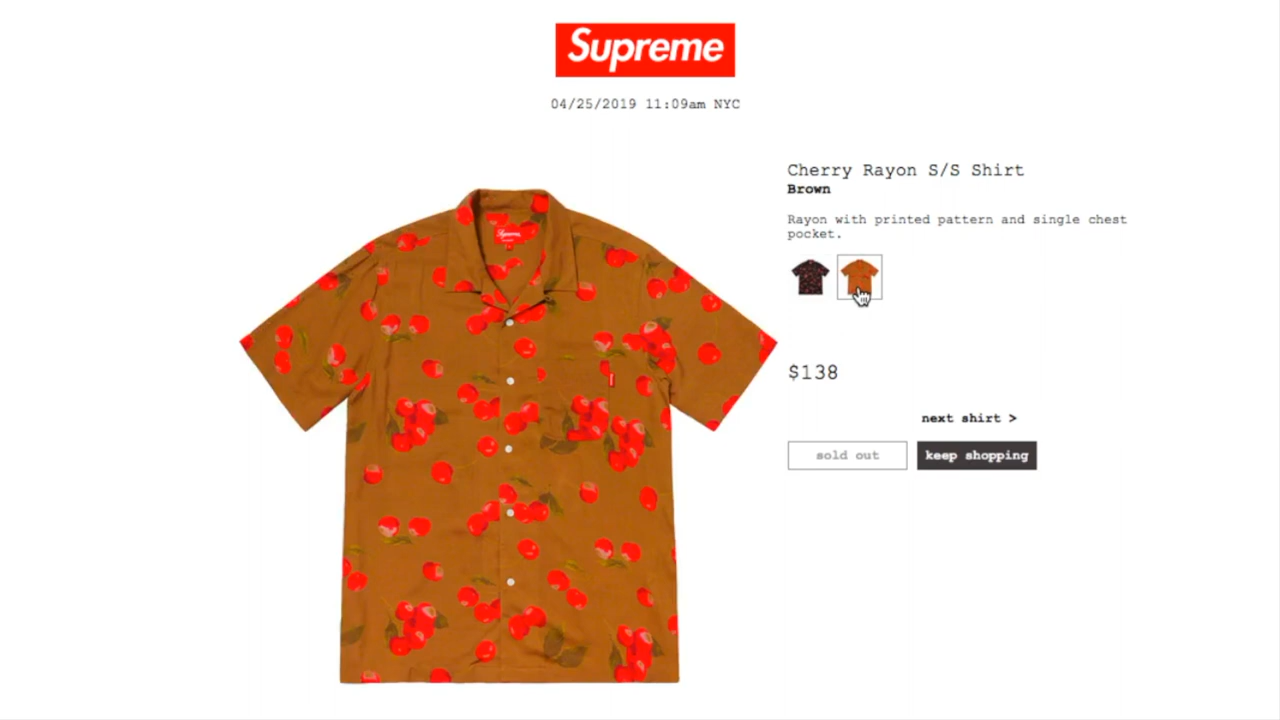 Supreme
04/25/2019 11:09am NYC
Cherry Rayon S/S Shirt
Brown
Rayon with printed pattern and single chest
pocket.
Supreme
$138
next shirt >
sold out
keep shopping